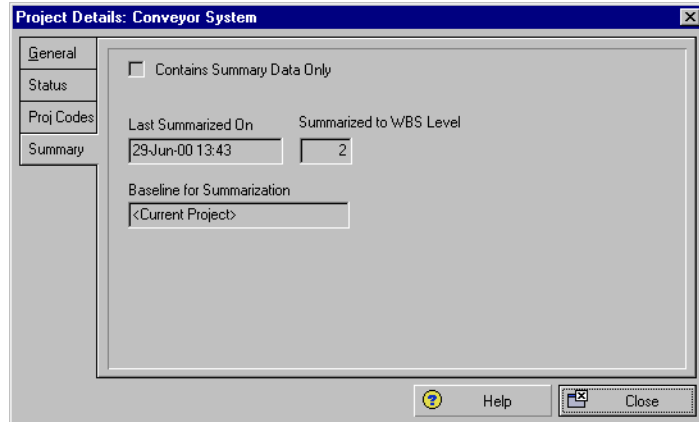 Project Details: Conveyor System
General
Status
Proj Codes
Summary
Contains Summary Data Only
Last Summarized On
Summarized to WBS Level
29-Jun-00 13:43
2
Baseline for Summarization
<Current Project>
Help
Close